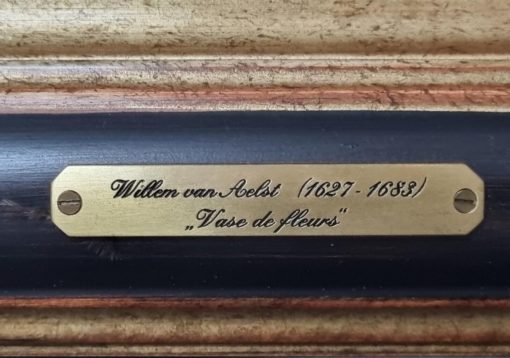 Willem van Aelst (1627 - 1683)
„Vase de fleurs“